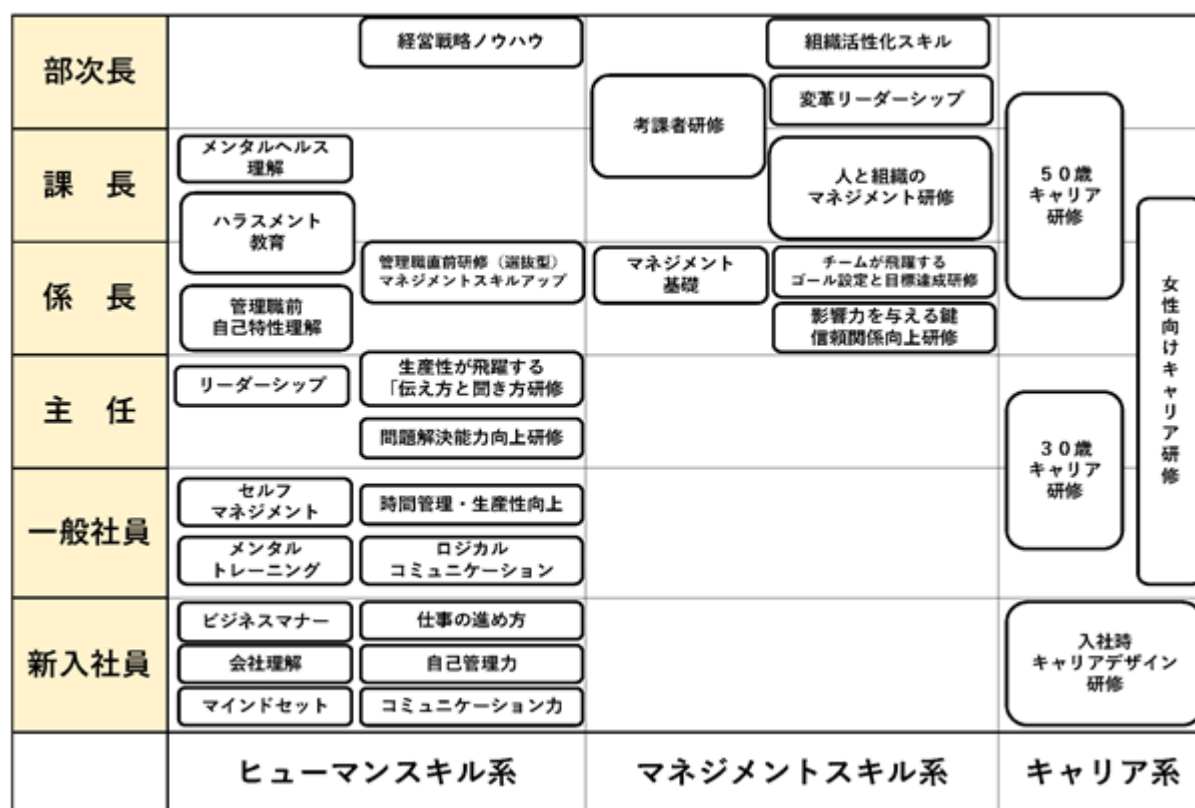 部次長
経営戦略ノウハウ
組織活性化スキル
変革リーダーシップ
考課者研修
課　長
メンタルヘルス
理解
ハラスメント
教育
人と組織の
マネジメント研修
５０歳
キャリア
研修
係　長
管理職直前研修（選抜型）
マネジメントスキルアップ
管理職前
自己特性理解
マネジメント
基礎
チームが飛躍する
ゴール設定と目標達成研修
影響力を与える鍵
信頼関係向上研修
女性向けキャリア研修
主　任
リーダーシップ
生産性が飛躍する
「伝え方と聞き方研修
問題解決能力向上研修
３０歳
キャリア
研修
一般社員
セルフ
マネジメント
時間管理・生産性向上
メンタル
トレーニング
ロジカル
コミュニケーション
新入社員
ビジネスマナー
仕事の進め方
会社理解
自己管理力
マインドセット
コミュニケーション力
入社時
キャリアデザイン
研修
ヒューマンスキル系
マネジメントスキル系
キャリア系